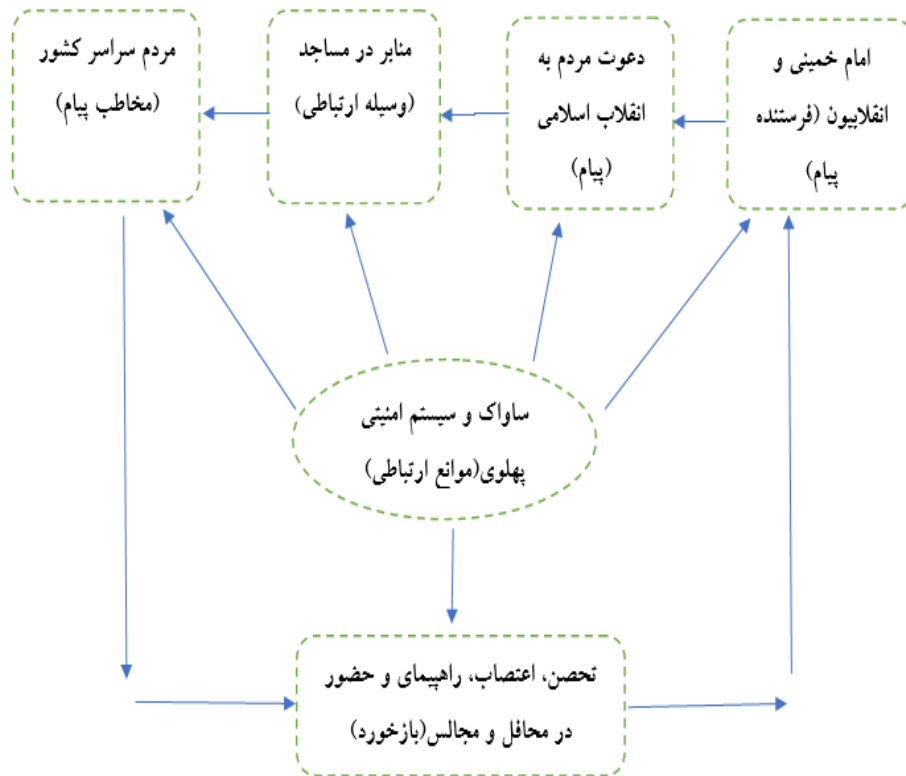 امام خمینی و
انقلابیون (فرستنده
پیام)
دعوت مردم به
انقلاب اسلامی
(پیام)
منابر در مساجد
(وسیله ارتباطی)
مردم سراسر کشور
(مخاطب پیام)
ساواک و سیستم امنیتی
پهلوی(موانع ارتباطی)
تحصن، اعتصاب، راهپیمای و حضور
در محافل و مجالس(بازخورد)